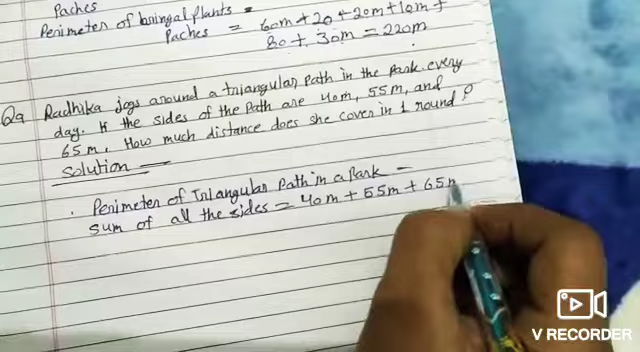 Paches
Perimeter of bringal plants =
Paches = 60m + 20 + 20m + 10m +
80 + 30m = 220m
Q9 Radhika jogs around a triangular path in the Park every
day. If the sides of the Path are 40m, 55m, and
65m. How much distance does she cover in 1 round?
Solution —
Perimeter of Triangular Path in a Park —
sum of all the sides = 40m + 55m + 65m
V RECORDER